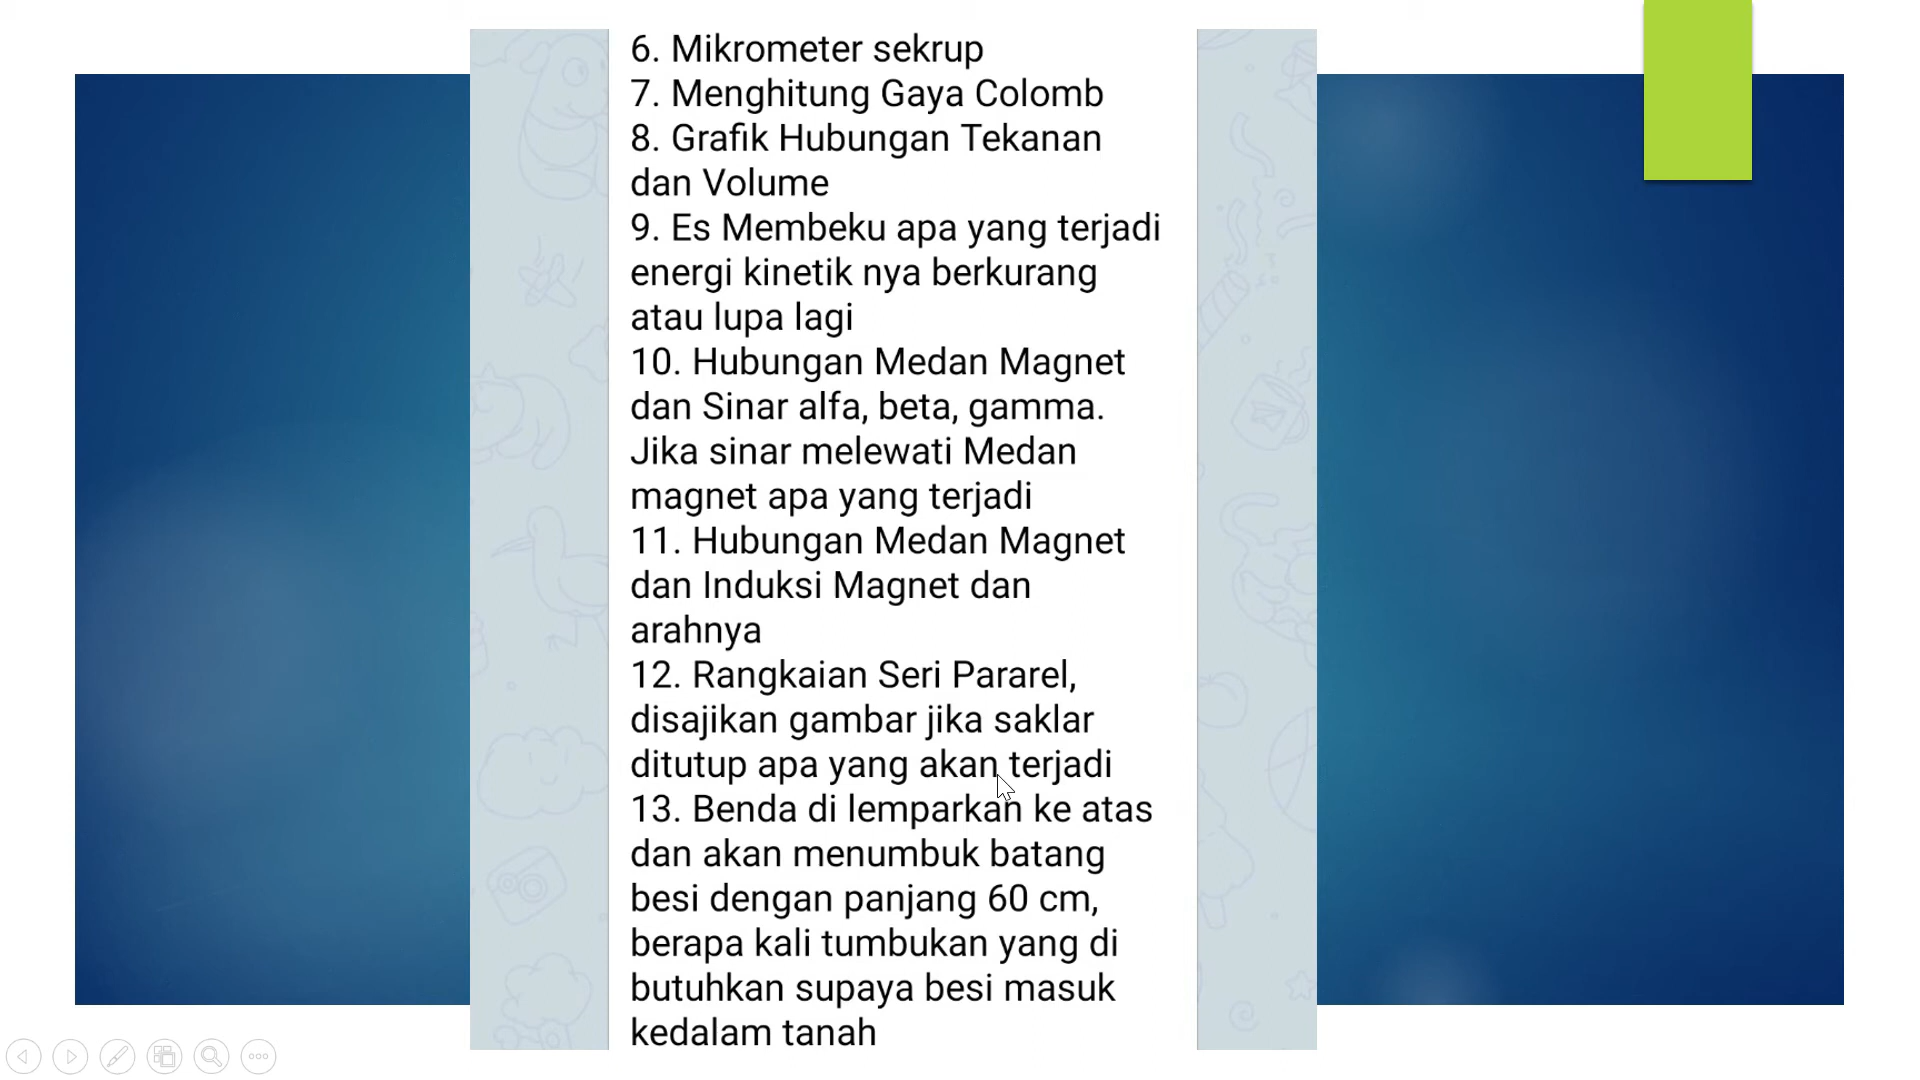 6. Mikrometer sekrup
7. Menghitung Gaya Colomb
8. Grafik Hubungan Tekanan
dan Volume
9. Es Membeku apa yang terjadi
energi kinetik nya berkurang
atau lupa lagi
10. Hubungan Medan Magnet
dan Sinar alfa, beta, gamma.
Jika sinar melewati Medan
magnet apa yang terjadi
11. Hubungan Medan Magnet
dan Induksi Magnet dan
arahnya
12. Rangkaian Seri Pararel,
disajikan gambar jika saklar
ditutup apa yang akan terjadi
13. Benda di lemparkan ke atas
dan akan menumbuk batang
besi dengan panjang 60 cm,
berapa kali tumbukan yang di
butuhkan supaya besi masuk
kedalam tanah